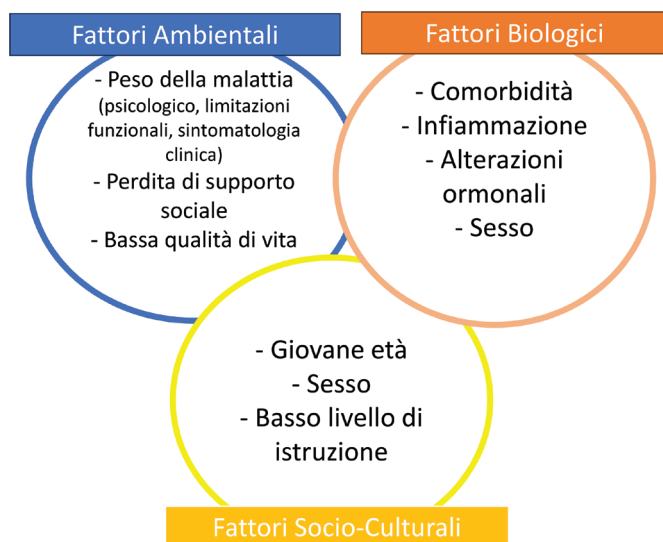 Fattori Ambientali
- Peso della malattia
(psicologico, limitazioni
funzionali, sintomatologia
clinica)
- Perdita di supporto
sociale
- Bassa qualità di vita
Fattori Biologici
- Comorbidità
- Infiammazione
- Alterazioni
ormonali
- Sesso
- Giovane età
- Sesso
- Basso livello di
istruzione
Fattori Socio-Culturali